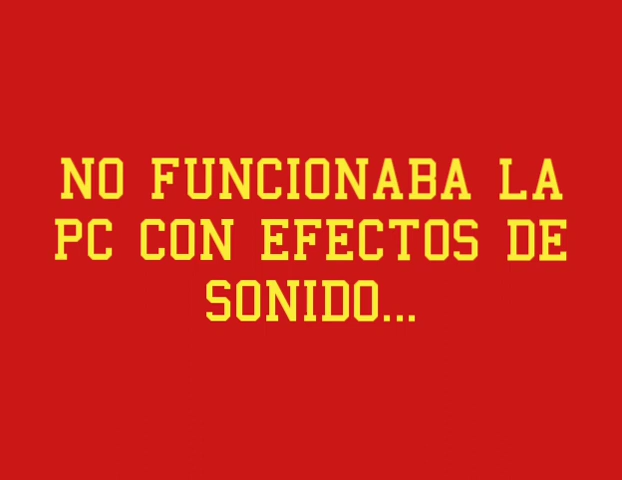 NO FUNCIONABA LA
PC CON EFECTOS DE
SONIDO...